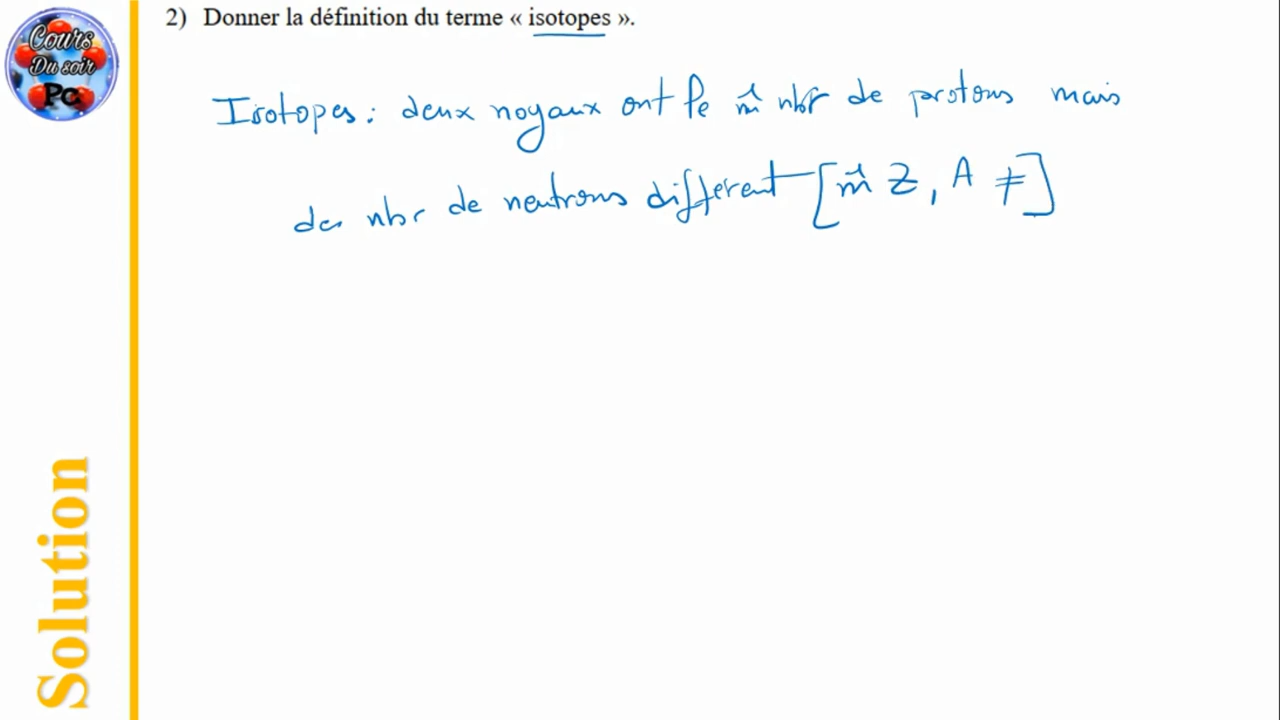 Cours
Du soir
PC
2) Donner la définition du terme « isotopes ».
Isotopes : deux noyaux ont le m̂ nbr de protons mais
des nbr de neutrons différent [m̂ Z, A ≠]
Solution